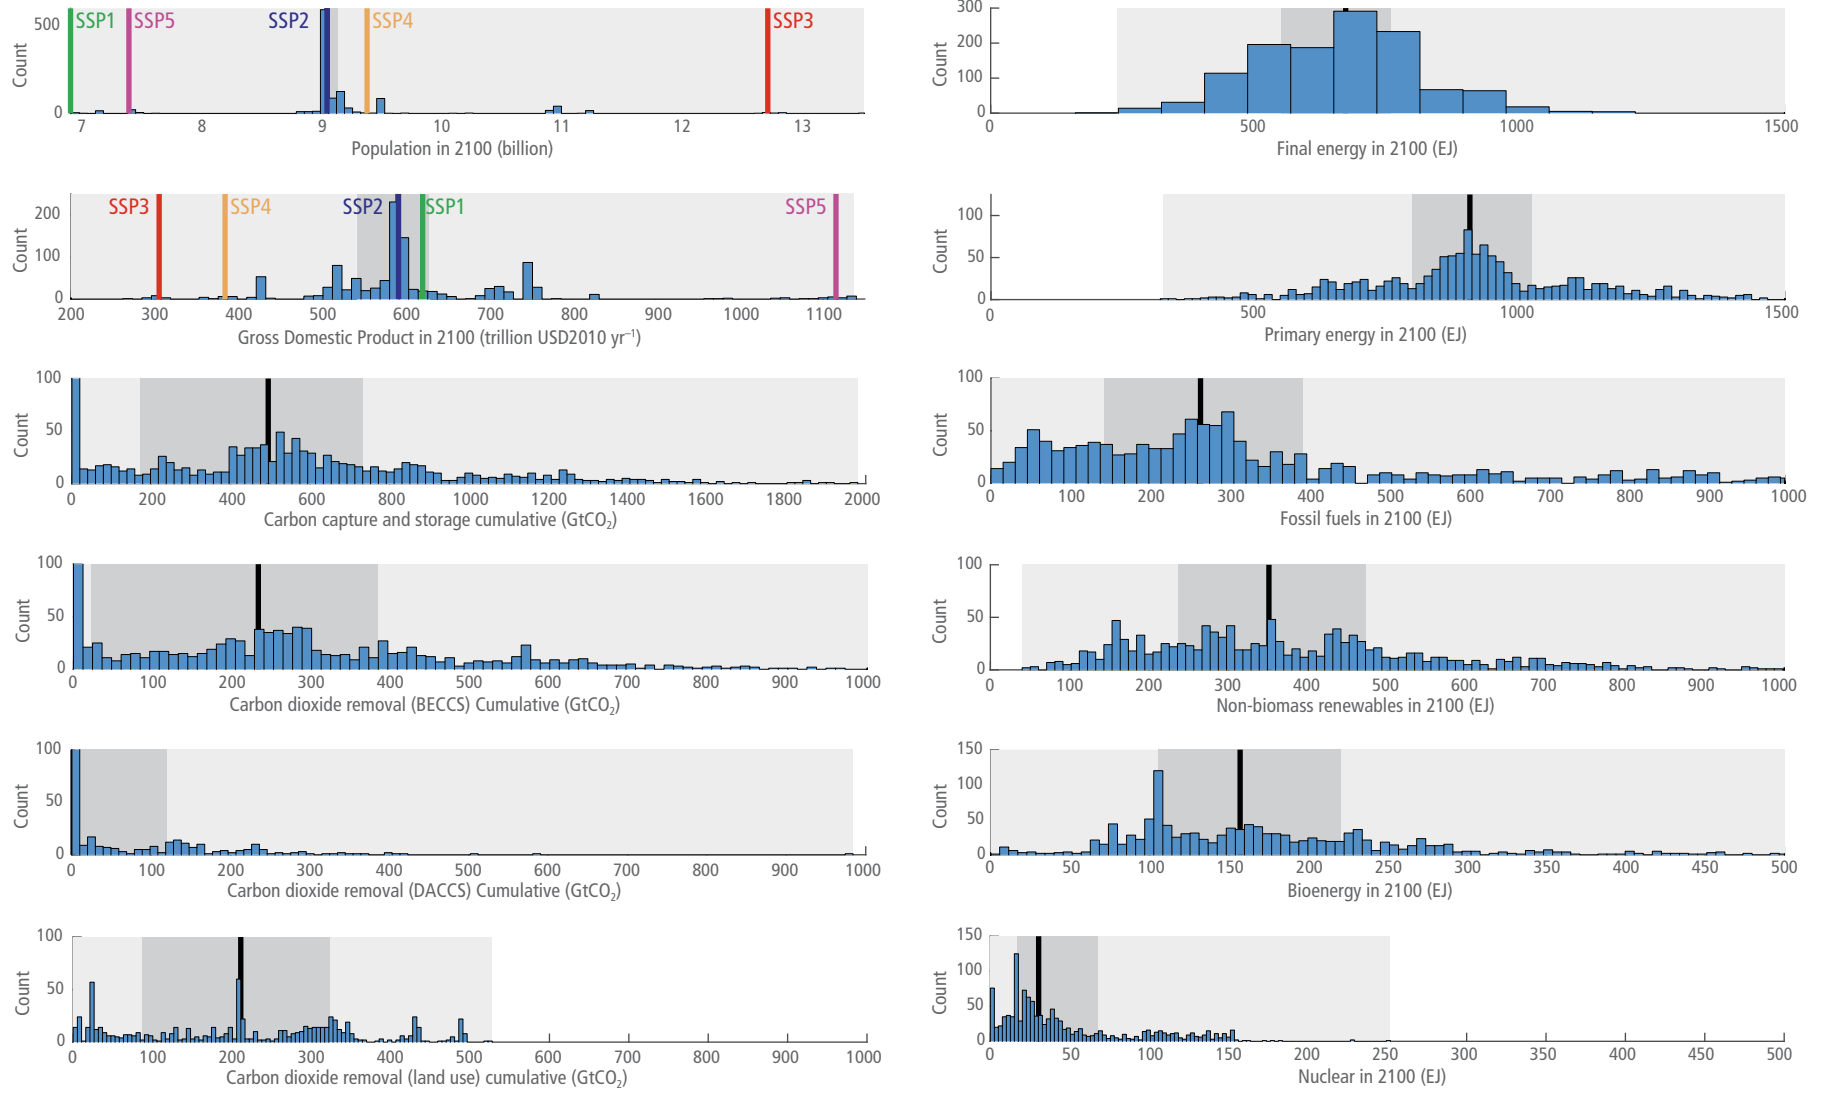 SSP1 SSP5 SSP2 SSP4 SSP3
500
0
Count
7 8 9 10 11 12 13
Population in 2100 (billion)
300
200
100
0
Count
0 500 1000 1500
Final energy in 2100 (EJ)
SSP3 SSP4 SSP2 SSP1 SSP5
200
100
0
Count
200 300 400 500 600 700 800 900 1000 1100
Gross Domestic Product in 2100 (trillion USD2010 yr⁻¹)
100
50
0
Count
0 500 1000 1500
Primary energy in 2100 (EJ)
100
50
0
Count
0 200 400 600 800 1000 1200 1400 1600 1800 2000
Carbon capture and storage cumulative (GtCO₂)
100
50
0
Count
0 100 200 300 400 500 600 700 800 900 1000
Fossil fuels in 2100 (EJ)
100
50
0
Count
0 100 200 300 400 500 600 700 800 900 1000
Carbon dioxide removal (BECCS) Cumulative (GtCO₂)
100
50
0
Count
0 100 200 300 400 500 600 700 800 900 1000
Non-biomass renewables in 2100 (EJ)
100
50
0
Count
0 100 200 300 400 500 600 700 800 900 1000
Carbon dioxide removal (DACCS) Cumulative (GtCO₂)
150
100
50
0
Count
0 50 100 150 200 250 300 350 400 450 500
Bioenergy in 2100 (EJ)
100
50
0
Count
0 100 200 300 400 500 600 700 800 900 1000
Carbon dioxide removal (land use) cumulative (GtCO₂)
150
100
50
0
Count
0 50 100 150 200 250 300 350 400 450 500
Nuclear in 2100 (EJ)